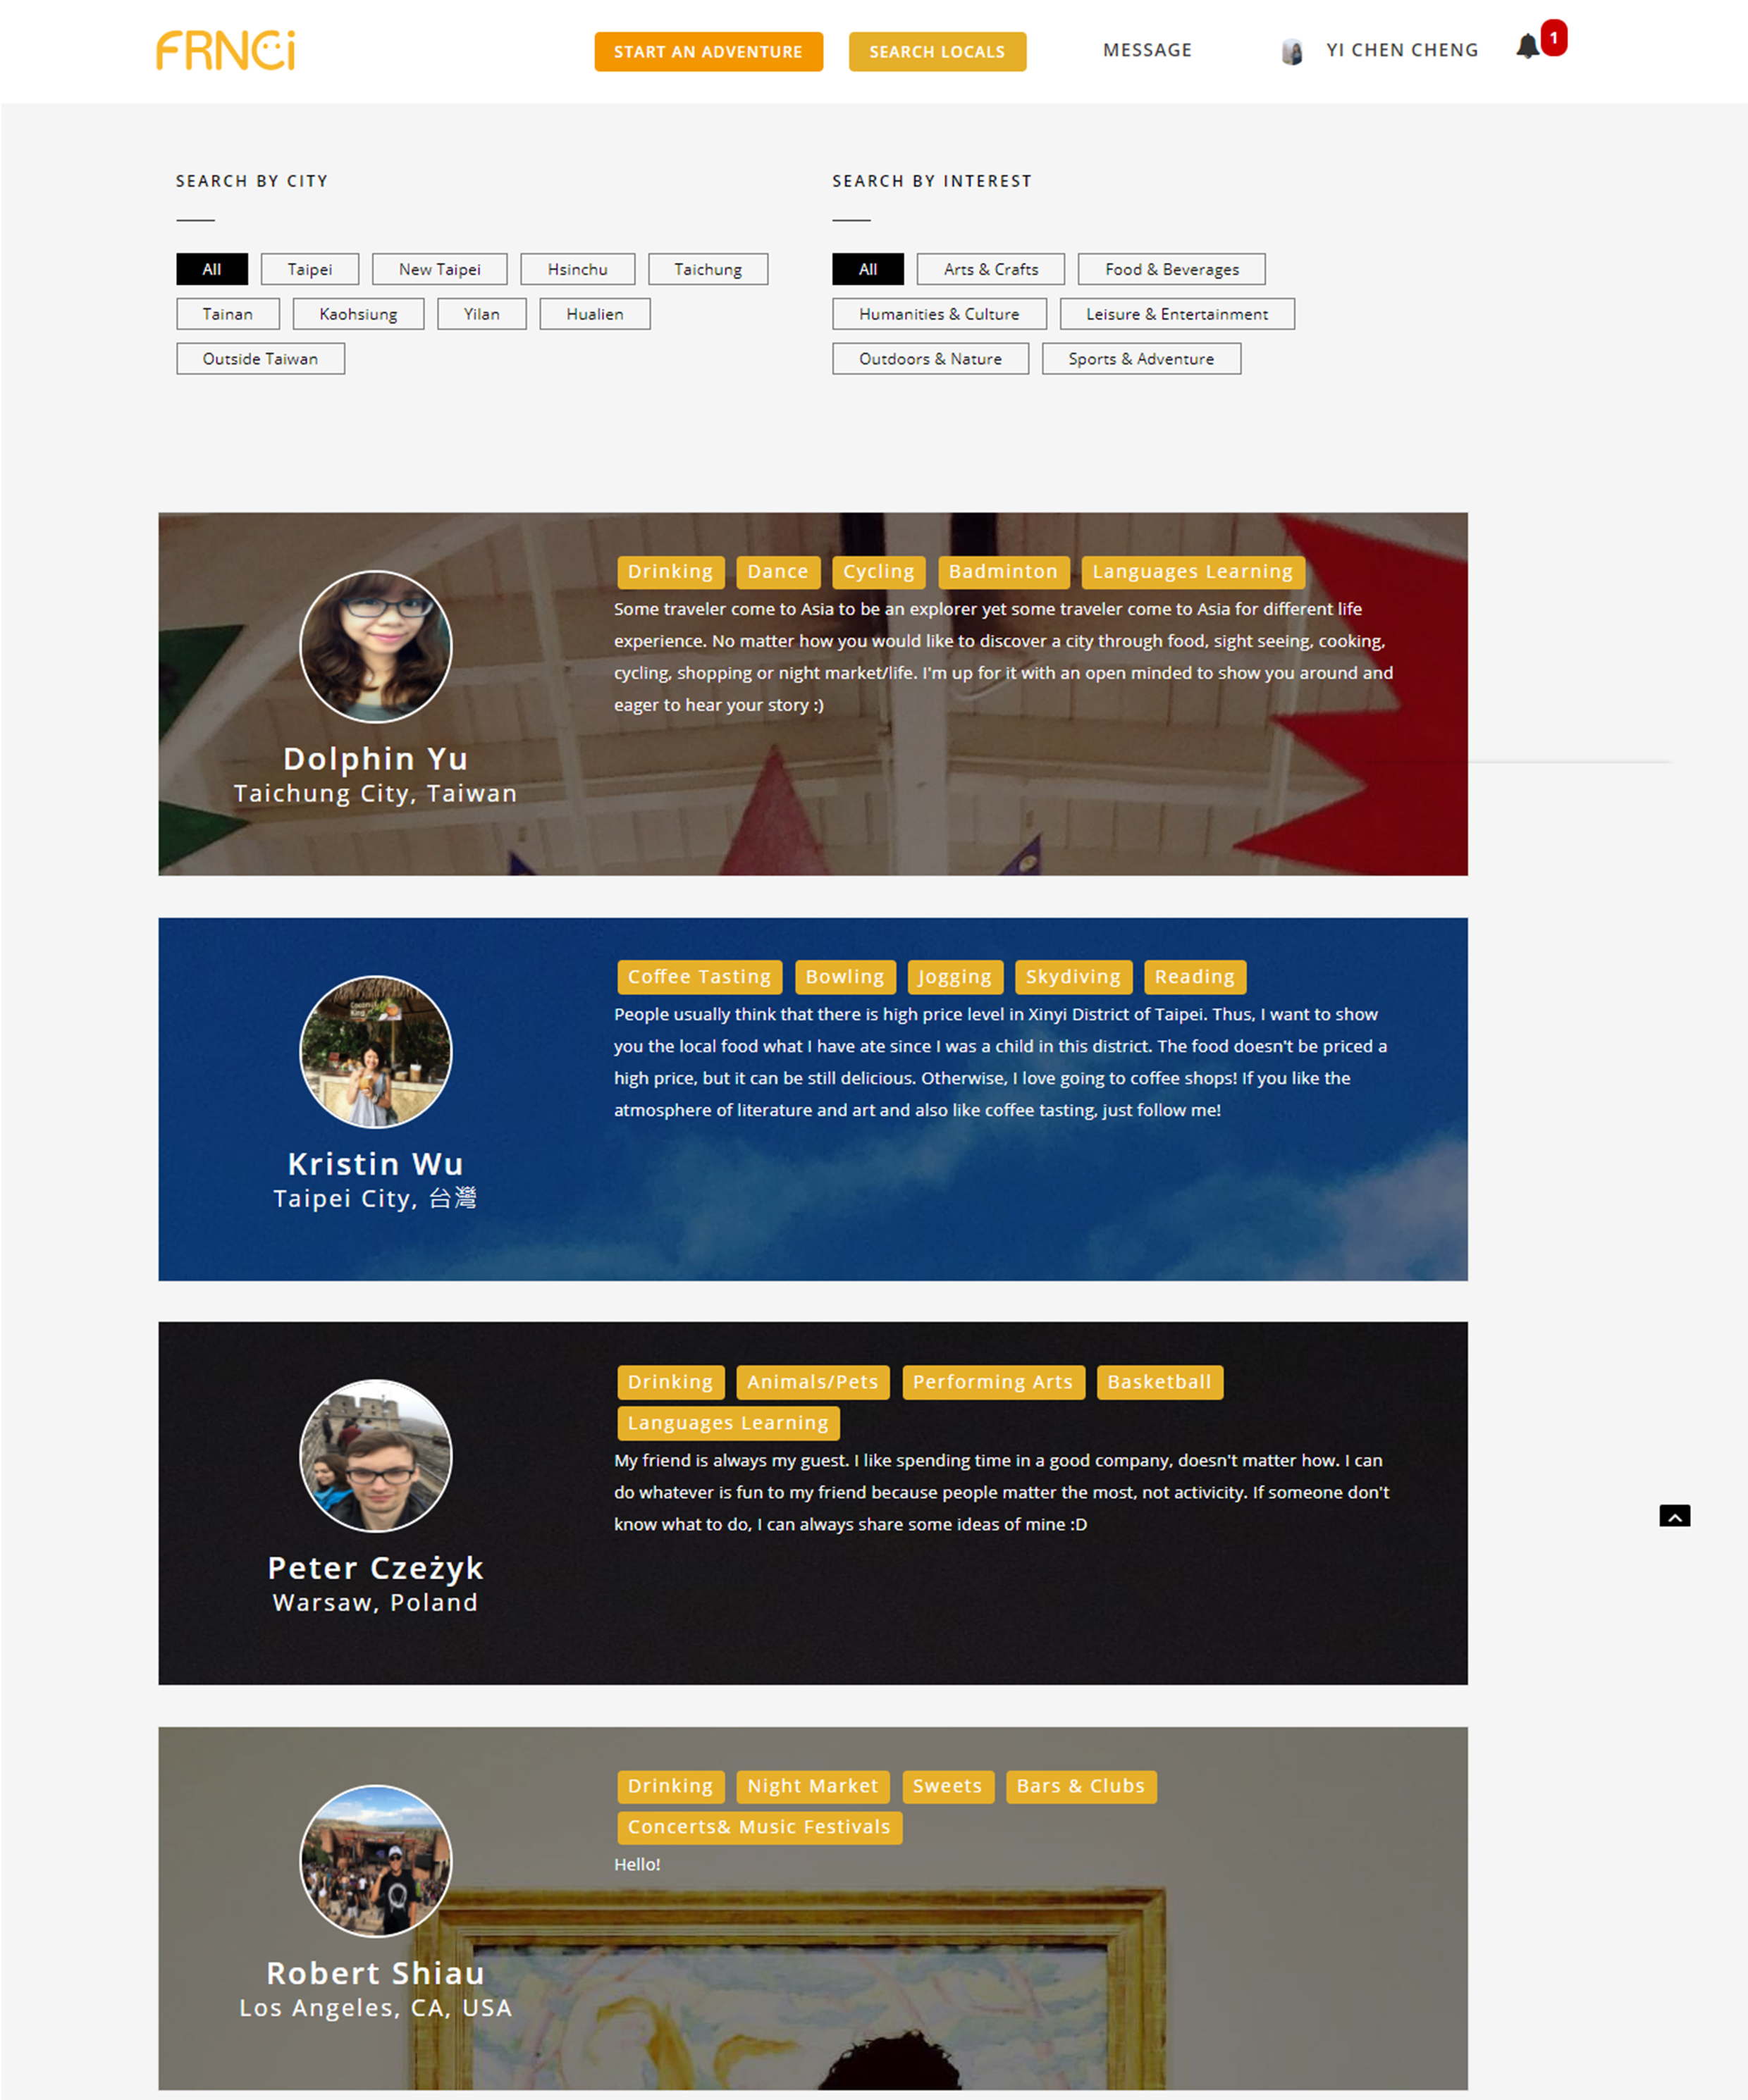 FRNCi
START AN ADVENTURE
SEARCH LOCALS
MESSAGE
YI CHEN CHENG
1
SEARCH BY CITY
All Taipei New Taipei Hsinchu Taichung
Tainan Kaohsiung Yilan Hualien
Outside Taiwan
SEARCH BY INTEREST
All Arts & Crafts Food & Beverages
Humanities & Culture Leisure & Entertainment
Outdoors & Nature Sports & Adventure
Dolphin Yu
Taichung City, Taiwan
Drinking Dance Cycling Badminton Languages Learning
Some traveler come to Asia to be an explorer yet some traveler come to Asia for different life
experience. No matter how you would like to discover a city through food, sight seeing, cooking,
cycling, shopping or night market/life. I'm up for it with an open minded to show you around and
eager to hear your story :)
Coconut
King
Kristin Wu
Taipei City, 台灣
Coffee Tasting Bowling Jogging Skydiving Reading
People usually think that there is high price level in Xinyi District of Taipei. Thus, I want to show
you the local food what I have ate since I was a child in this district. The food doesn't be priced a
high price, but it can be still delicious. Otherwise, I love going to coffee shops! If you like the
atmosphere of literature and art and also like coffee tasting, just follow me!
Peter Czeżyk
Warsaw, Poland
Drinking Animals/Pets Performing Arts Basketball
Languages Learning
My friend is always my guest. I like spending time in a good company, doesn't matter how. I can
do whatever is fun to my friend because people matter the most, not activicity. If someone don't
know what to do, I can always share some ideas of mine :D
Robert Shiau
Los Angeles, CA, USA
Drinking Night Market Sweets Bars & Clubs
Concerts& Music Festivals
Hello!